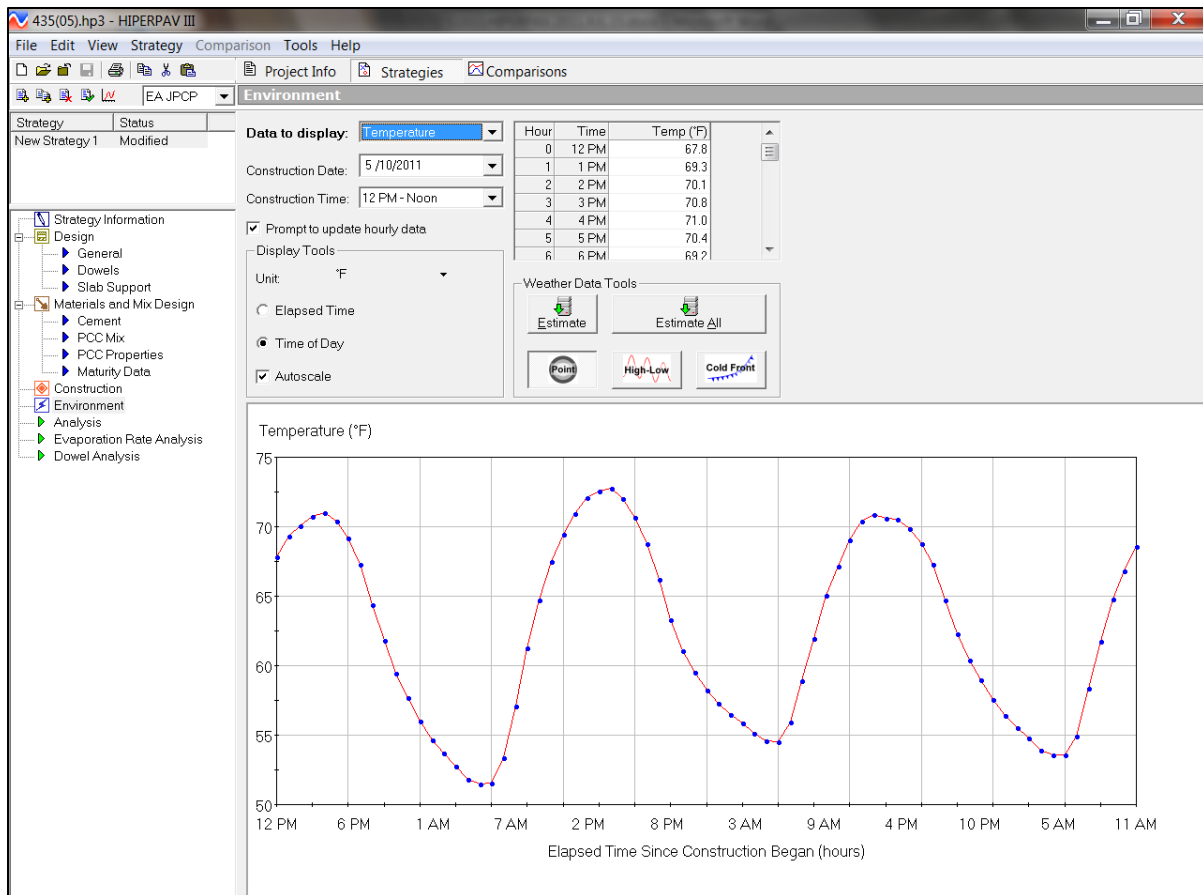 435(05).hp3 - HIPERPAV III
File Edit View Strategy Comparison Tools Help
Project Info Strategies Comparisons
EA JPCP Environment
Strategy Status
New Strategy 1 Modified
Strategy Information
Design
General
Dowels
Slab Support
Materials and Mix Design
Cement
PCC Mix
PCC Properties
Maturity Data
Construction
Environment
Analysis
Evaporation Rate Analysis
Dowel Analysis
Data to display: Temperature
Construction Date: 5 /10/2011
Construction Time: 12 PM - Noon
Prompt to update hourly data
Display Tools
Unit: °F
Elapsed Time
Time of Day
Autoscale
Hour Time Temp (°F)
0 12 PM 67.8
1 1 PM 69.3
2 2 PM 70.1
3 3 PM 70.8
4 4 PM 71.0
5 5 PM 70.4
6 6 PM 69.2
Weather Data Tools
Estimate Estimate All
Point High-Low Cold Front
Temperature (°F)
75
70
65
60
55
50
12 PM 6 PM 1 AM 7 AM 2 PM 8 PM 3 AM 9 AM 4 PM 10 PM 5 AM 11 AM
Elapsed Time Since Construction Began (hours)